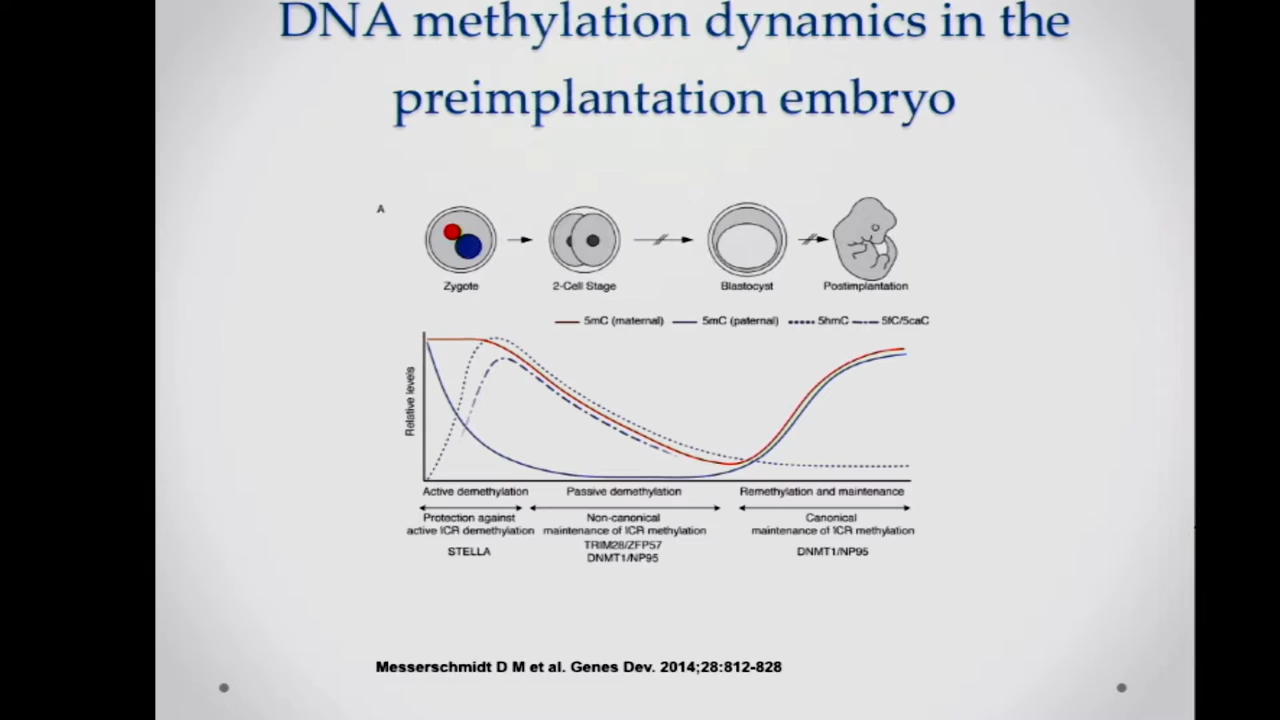 DNA methylation dynamics in the
preimplantation embryo
A
Zygote
2-Cell Stage
Blastocyst
Postimplantation
5mC (maternal)
5mC (paternal)
5hmC
5fC/5caC
Relative levels
Active demethylation
Passive demethylation
Remethylation and maintenance
Protection against
active ICR demethylation
STELLA
Non-canonical
maintenance of ICR methylation
TRIM28/ZFP57
DNMT1/NP95
Canonical
maintenance of ICR methylation
DNMT1/NP95
Messerschmidt D M et al. Genes Dev. 2014;28:812-828